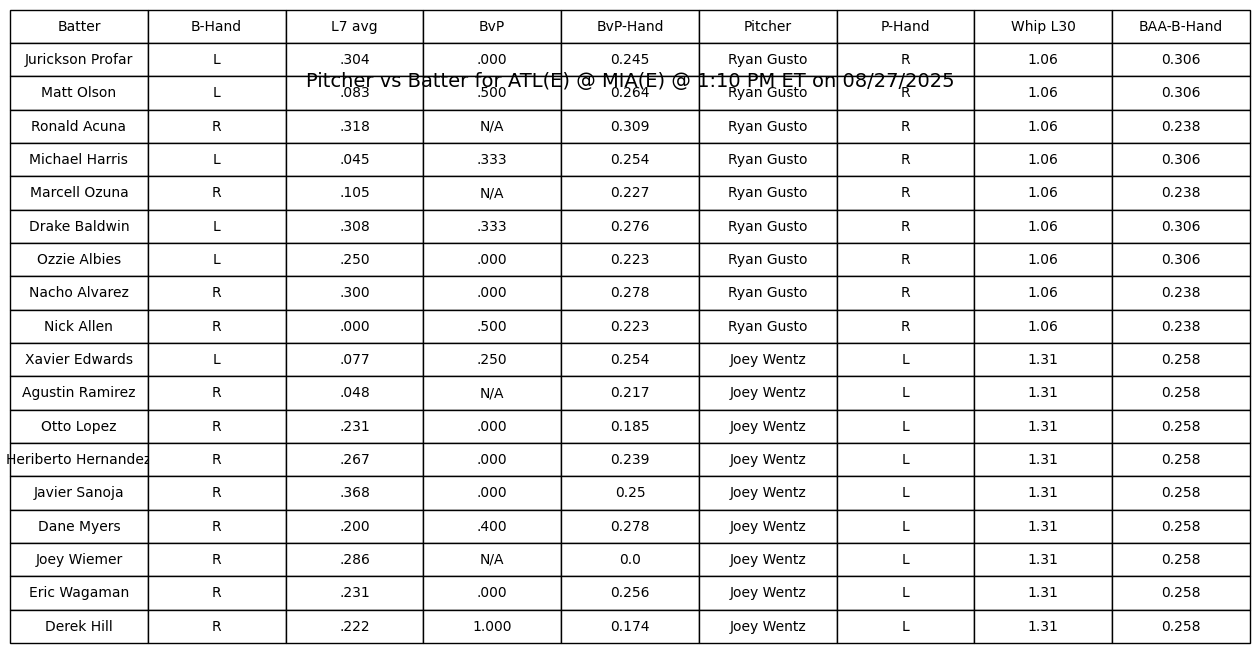 Batter B-Hand L7 avg BvP BvP-Hand Pitcher P-Hand Whip L30 BAA-B-Hand
Jurickson Profar L .304 .000 0.245 Ryan Gusto R 1.06 0.306
Pitcher vs Batter for ATL(E) @ MIA(E) @ 1:10 PM ET on 08/27/2025
Matt Olson L .083 .500 0.264 Ryan Gusto R 1.06 0.306
Ronald Acuna R .318 N/A 0.309 Ryan Gusto R 1.06 0.238
Michael Harris L .045 .333 0.254 Ryan Gusto R 1.06 0.306
Marcell Ozuna R .105 N/A 0.227 Ryan Gusto R 1.06 0.238
Drake Baldwin L .308 .333 0.276 Ryan Gusto R 1.06 0.306
Ozzie Albies L .250 .000 0.223 Ryan Gusto R 1.06 0.306
Nacho Alvarez R .300 .000 0.278 Ryan Gusto R 1.06 0.238
Nick Allen R .000 .500 0.223 Ryan Gusto R 1.06 0.238
Xavier Edwards L .077 .250 0.254 Joey Wentz L 1.31 0.258
Agustin Ramirez R .048 N/A 0.217 Joey Wentz L 1.31 0.258
Otto Lopez R .231 .000 0.185 Joey Wentz L 1.31 0.258
Heriberto Hernandez R .267 .000 0.239 Joey Wentz L 1.31 0.258
Javier Sanoja R .368 .000 0.25 Joey Wentz L 1.31 0.258
Dane Myers R .200 .400 0.278 Joey Wentz L 1.31 0.258
Joey Wiemer R .286 N/A 0.0 Joey Wentz L 1.31 0.258
Eric Wagaman R .231 .000 0.256 Joey Wentz L 1.31 0.258
Derek Hill R .222 1.000 0.174 Joey Wentz L 1.31 0.258